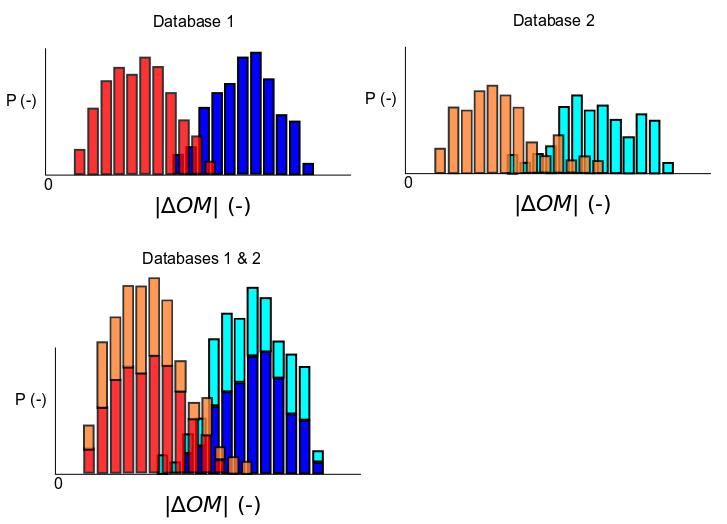 Database 1
P (-)
0
|ΔOM| (-)
Database 2
P (-)
0
|ΔOM| (-)
Databases 1 & 2
P (-)
0
|ΔOM| (-)